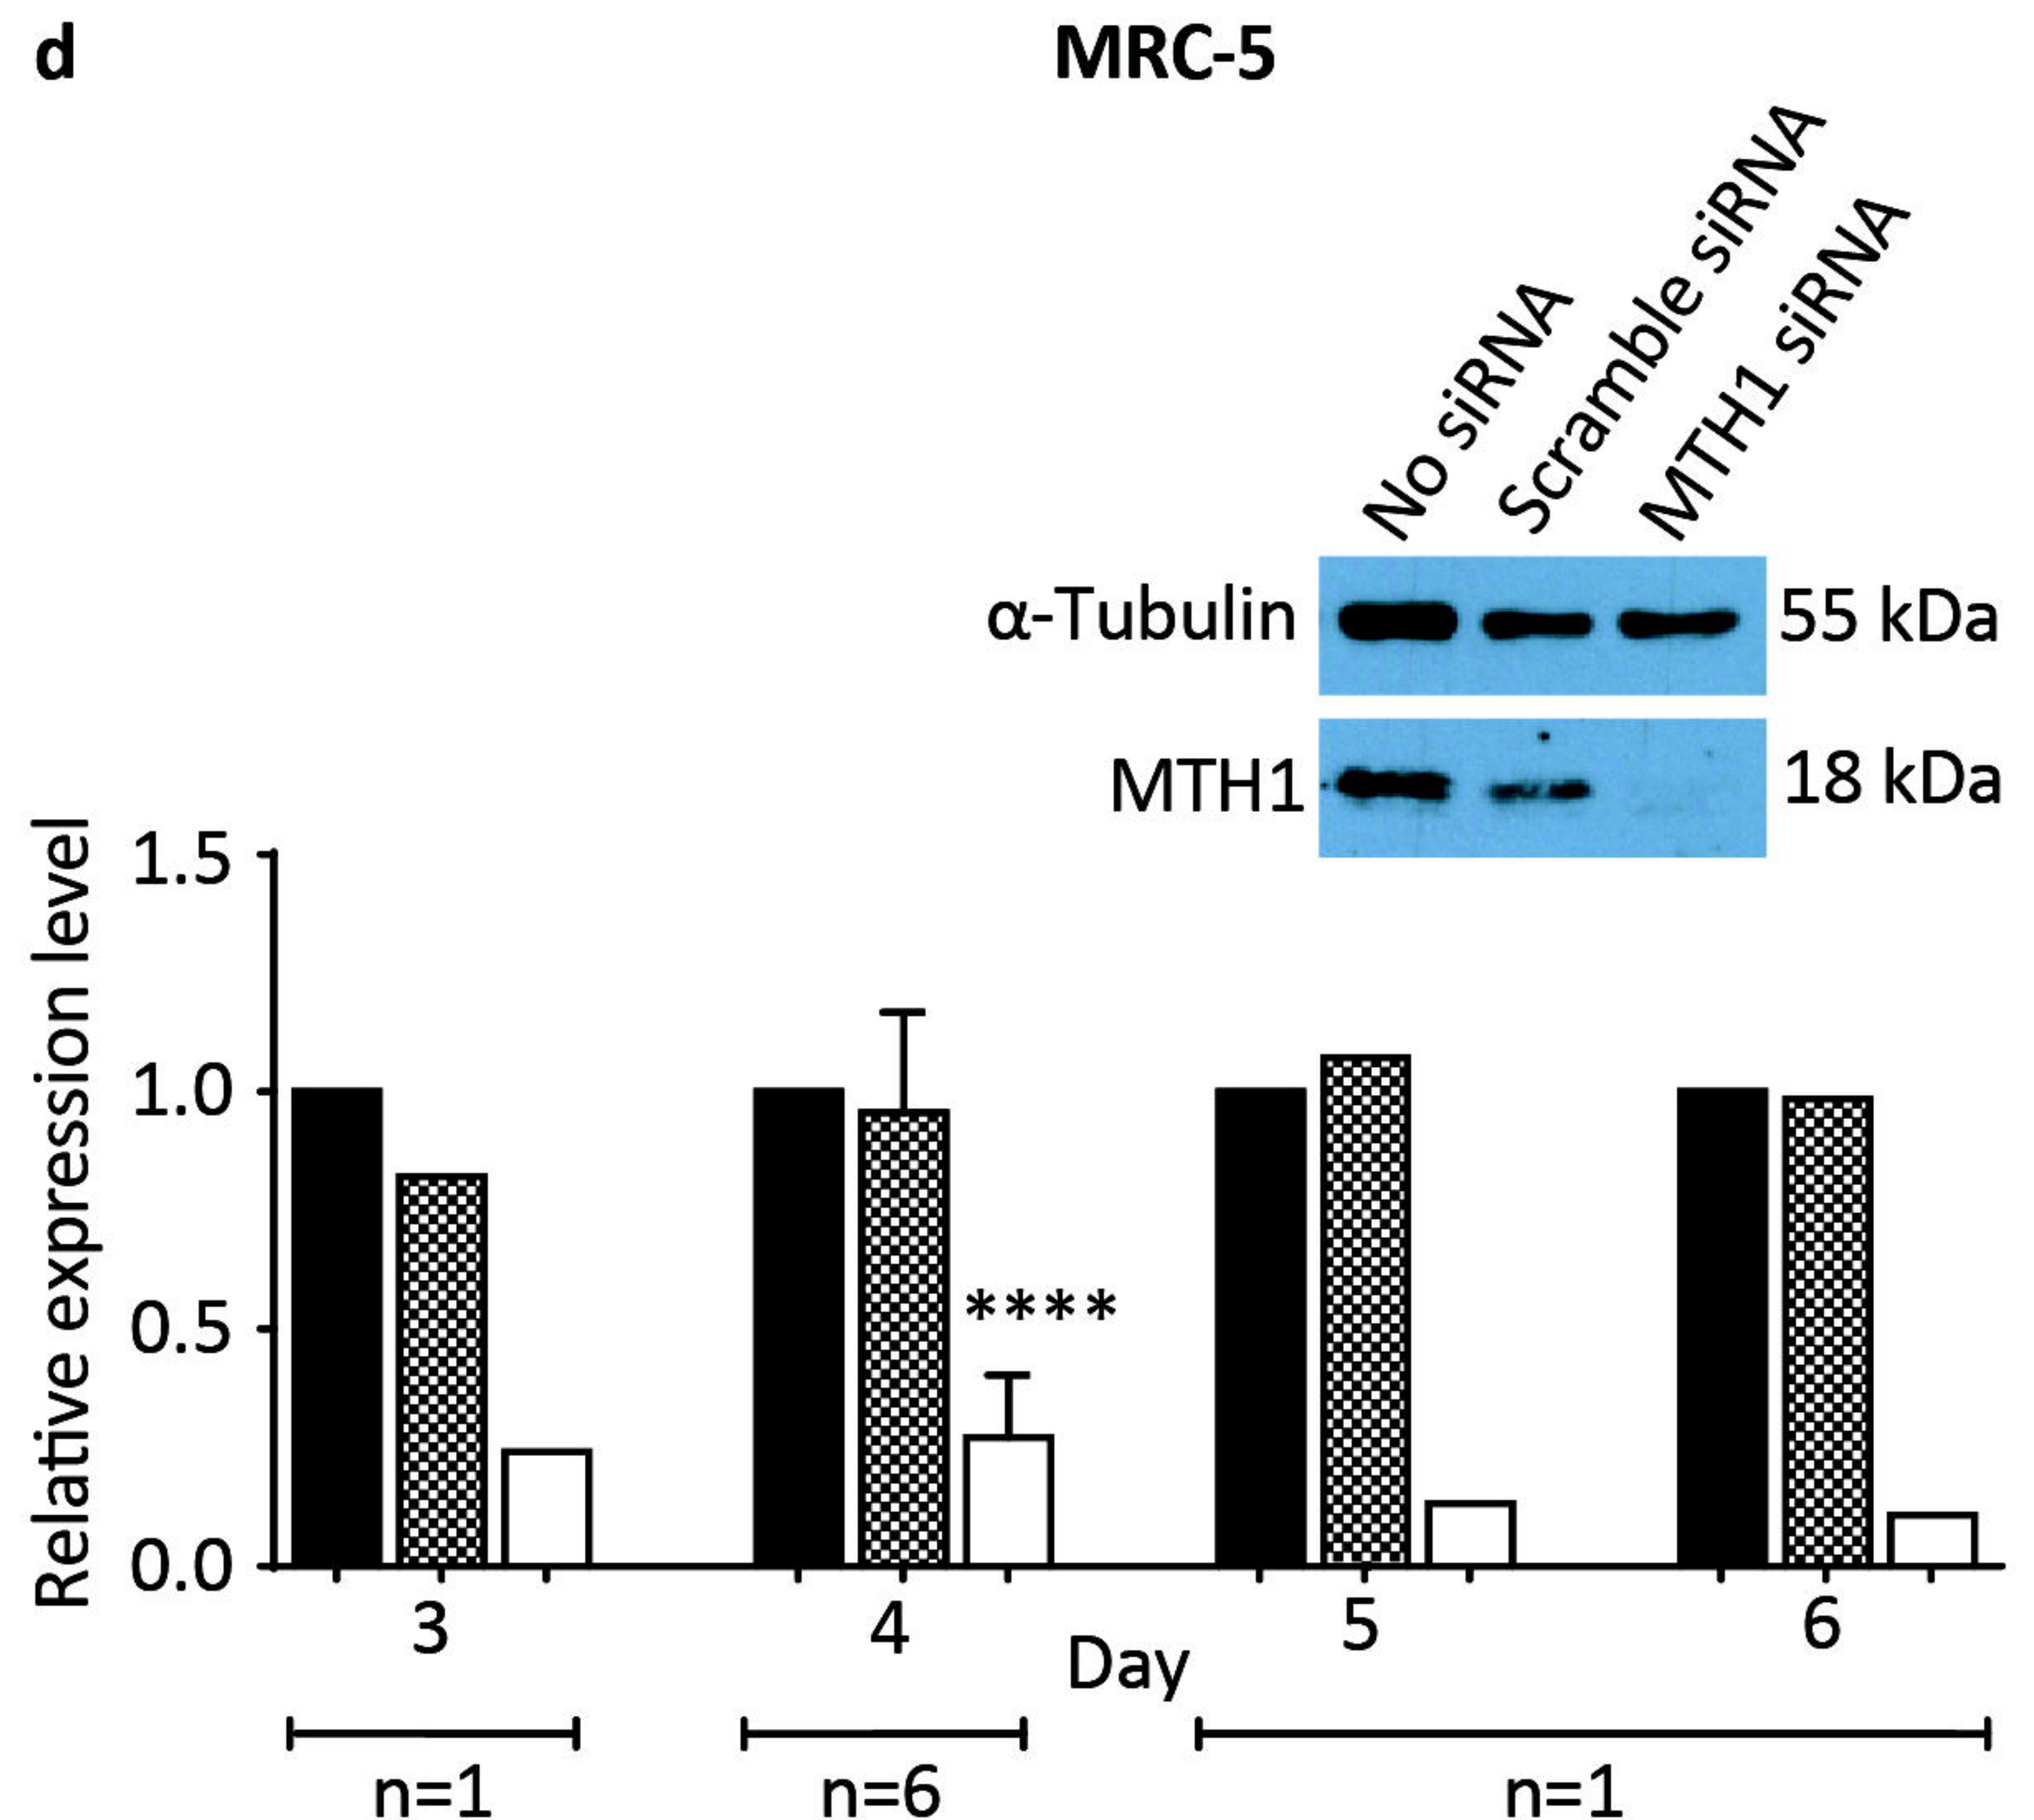 d
MRC-5
No siRNA
Scramble siRNA
MTH1 siRNA
α-Tubulin
55 kDa
MTH1
18 kDa
Relative expression level
1.5
1.0
0.5
0.0
****
3
4
5
6
Day
n=1
n=6
n=1